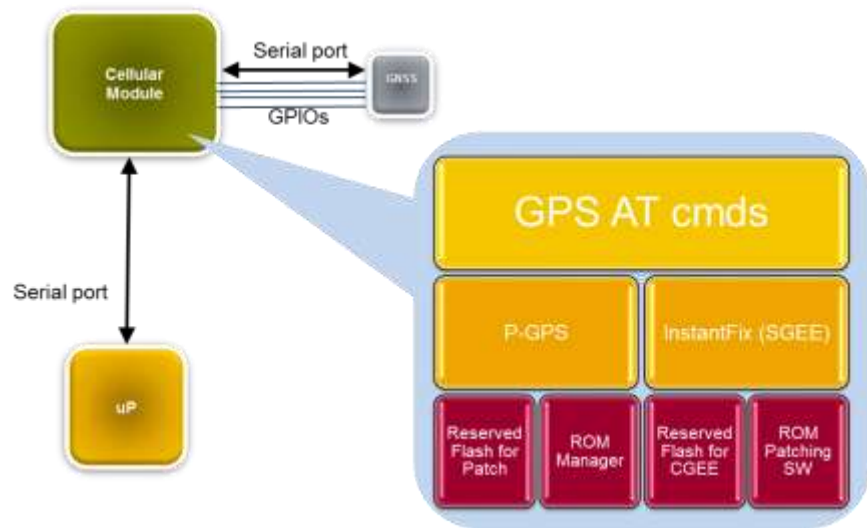 Serial port
Cellular
Module
GNSS
GPIOs
GPS AT cmds
Serial port
P-GPS
InstantFix (SGEE)
uP
Reserved
Flash for
Patch
ROM
Manager
Reserved
Flash for
CGEE
ROM
Patching
SW